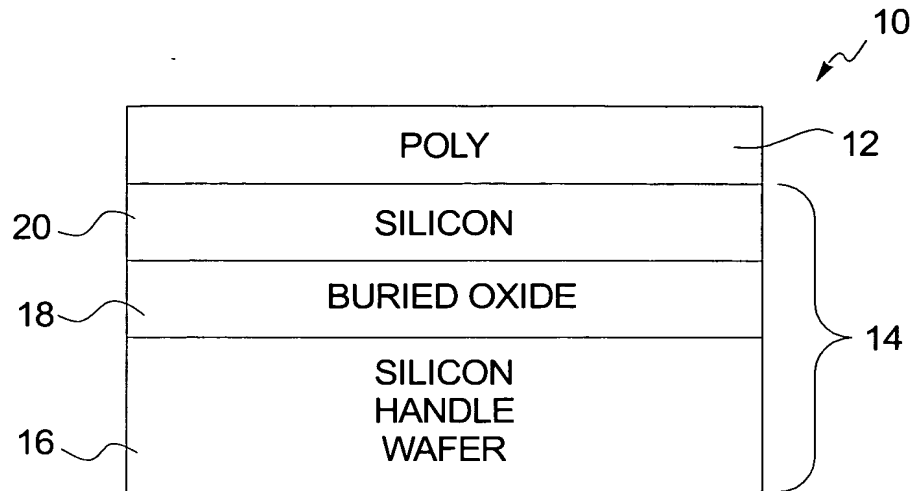 10
POLY
12
20
SILICON
18
BURIED OXIDE
14
SILICON
HANDLE
WAFER
16